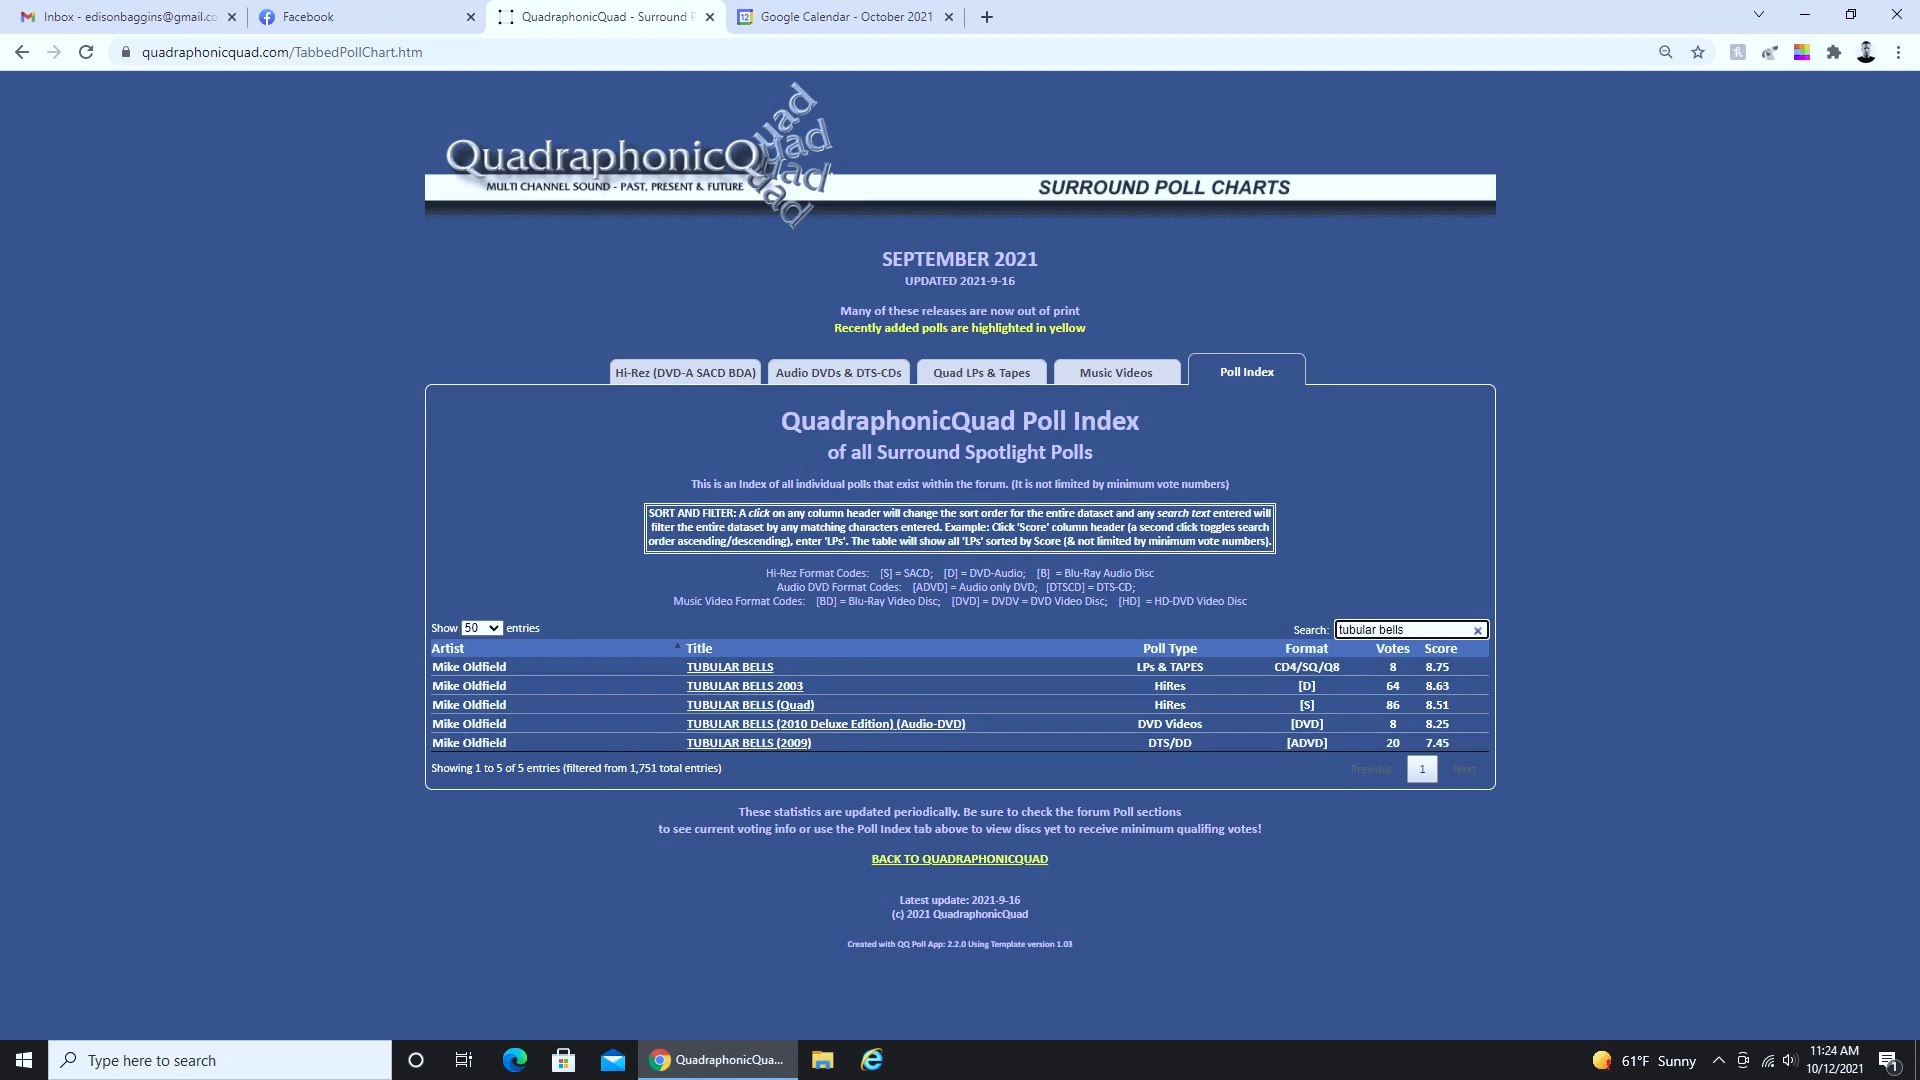 Inbox - edisonbaggins@gmail.co
Facebook
QuadraphonicQuad - Surround P
Google Calendar - October 2021
quadraphonicquad.com/TabbedPollChart.htm
QuadraphonicQuad
uad
uad
uad
MULTI CHANNEL SOUND - PAST, PRESENT & FUTURE
SURROUND POLL CHARTS
SEPTEMBER 2021
UPDATED 2021-9-16
Many of these releases are now out of print
Recently added polls are highlighted in yellow
Hi-Rez (DVD-A SACD BDA) Audio DVDs & DTS-CDs Quad LPs & Tapes Music Videos Poll Index
QuadraphonicQuad Poll Index
of all Surround Spotlight Polls
This is an Index of all individual polls that exist within the forum. (It is not limited by minimum vote numbers)
SORT AND FILTER: A click on any column header will change the sort order for the entire dataset and any search text entered will
filter the entire dataset by any matching characters entered. Example: Click 'Score' column header (a second click toggles search
order ascending/descending), enter 'LPs'. The table will show all 'LPs' sorted by Score (& not limited by minimum vote numbers).
Hi-Rez Format Codes: [S] = SACD; [D] = DVD-Audio; [B] = Blu-Ray Audio Disc
Audio DVD Format Codes: [ADVD] = Audio only DVD; [DTSCD] = DTS-CD;
Music Video Format Codes: [BD] = Blu-Ray Video Disc; [DVD] = DVDV = DVD Video Disc; [HD] = HD-DVD Video Disc
Show 50 entries
Search: tubular bells
Artist Title Poll Type Format Votes Score
Mike Oldfield TUBULAR BELLS LPs & TAPES CD4/SQ/Q8 8 8.75
Mike Oldfield TUBULAR BELLS 2003 HiRes [D] 64 8.63
Mike Oldfield TUBULAR BELLS (Quad) HiRes [S] 86 8.51
Mike Oldfield TUBULAR BELLS (2010 Deluxe Edition) (Audio-DVD) DVD Videos [DVD] 8 8.25
Mike Oldfield TUBULAR BELLS (2009) DTS/DD [ADVD] 20 7.45
Showing 1 to 5 of 5 entries (filtered from 1,751 total entries)
Previous 1 Next
These statistics are updated periodically. Be sure to check the forum Poll sections
to see current voting info or use the Poll Index tab above to view discs yet to receive minimum qualifing votes!
BACK TO QUADRAPHONICQUAD
Latest update: 2021-9-16
(c) 2021 QuadraphonicQuad
Created with QQ Poll App: 2.2.0 Using Template version 1.03
Type here to search
QuadraphonicQua...
61°F Sunny
11:24 AM
10/12/2021
1